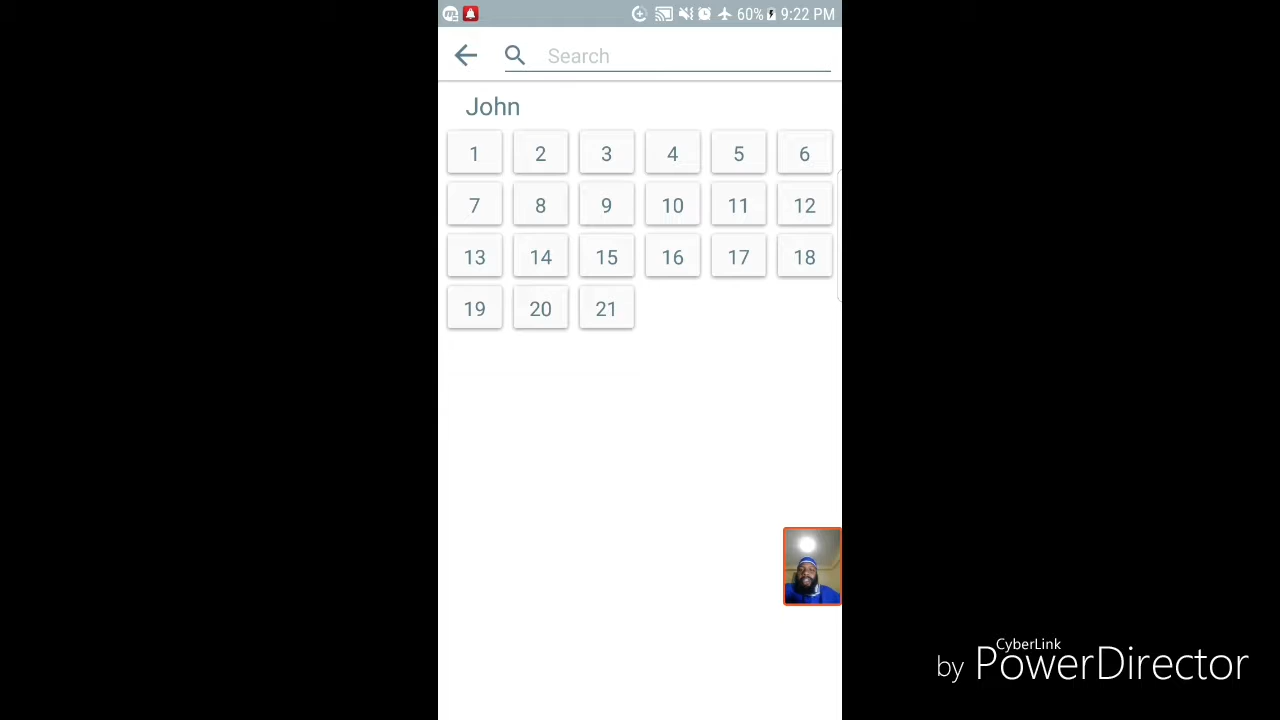 60% 9:22 PM
Search
John
1 2 3 4 5 6
7 8 9 10 11 12
13 14 15 16 17 18
19 20 21
CyberLink
by PowerDirector